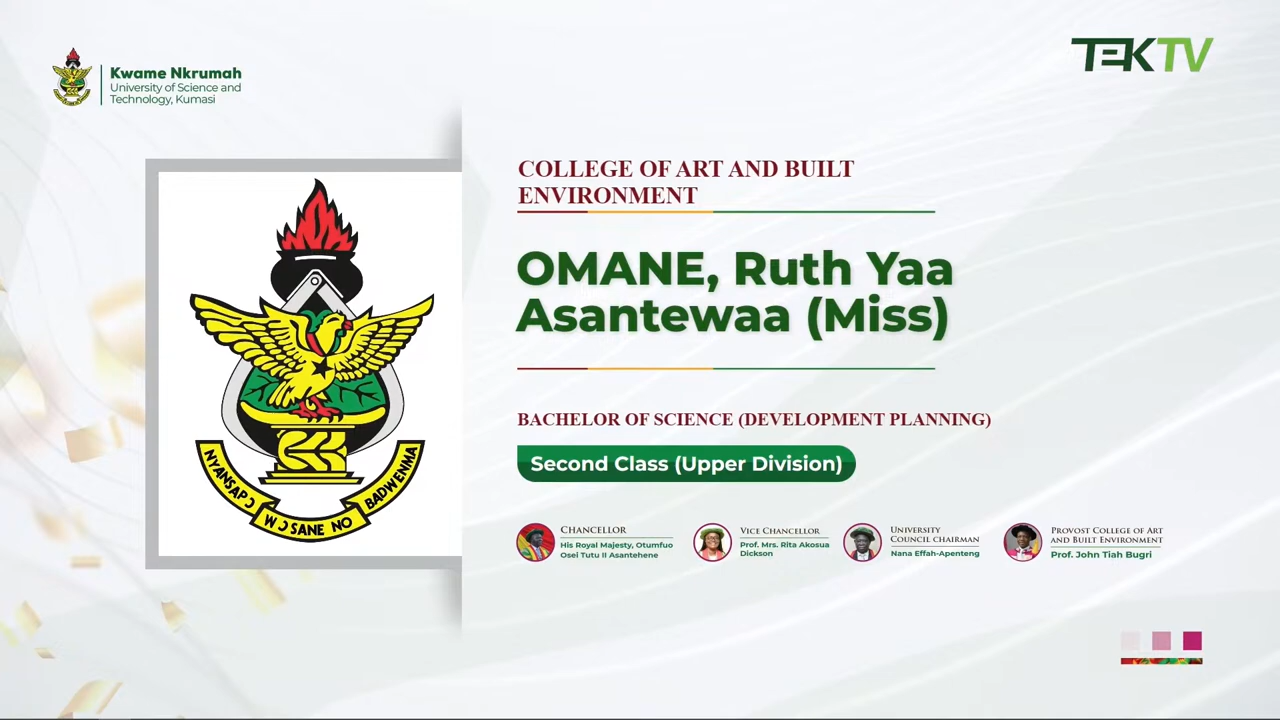 Kwame Nkrumah
University of Science and
Technology, Kumasi
TEKTV
COLLEGE OF ART AND BUILT
ENVIRONMENT
OMANE, Ruth Yaa
Asantewaa (Miss)
BACHELOR OF SCIENCE (DEVELOPMENT PLANNING)
Second Class (Upper Division)
NYANSAPƆ
WƆSANE NO
BADWENMA
CHANCELLOR
His Royal Majesty, Otumfuo
Osei Tutu II Asantehene
VICE CHANCELLOR
Prof. Mrs. Rita Akosua
Dickson
UNIVERSITY
COUNCIL CHAIRMAN
Nana Effah-Apenteng
PROVOST COLLEGE OF ART
AND BUILT ENVIRONMENT
Prof. John Tiah Bugri